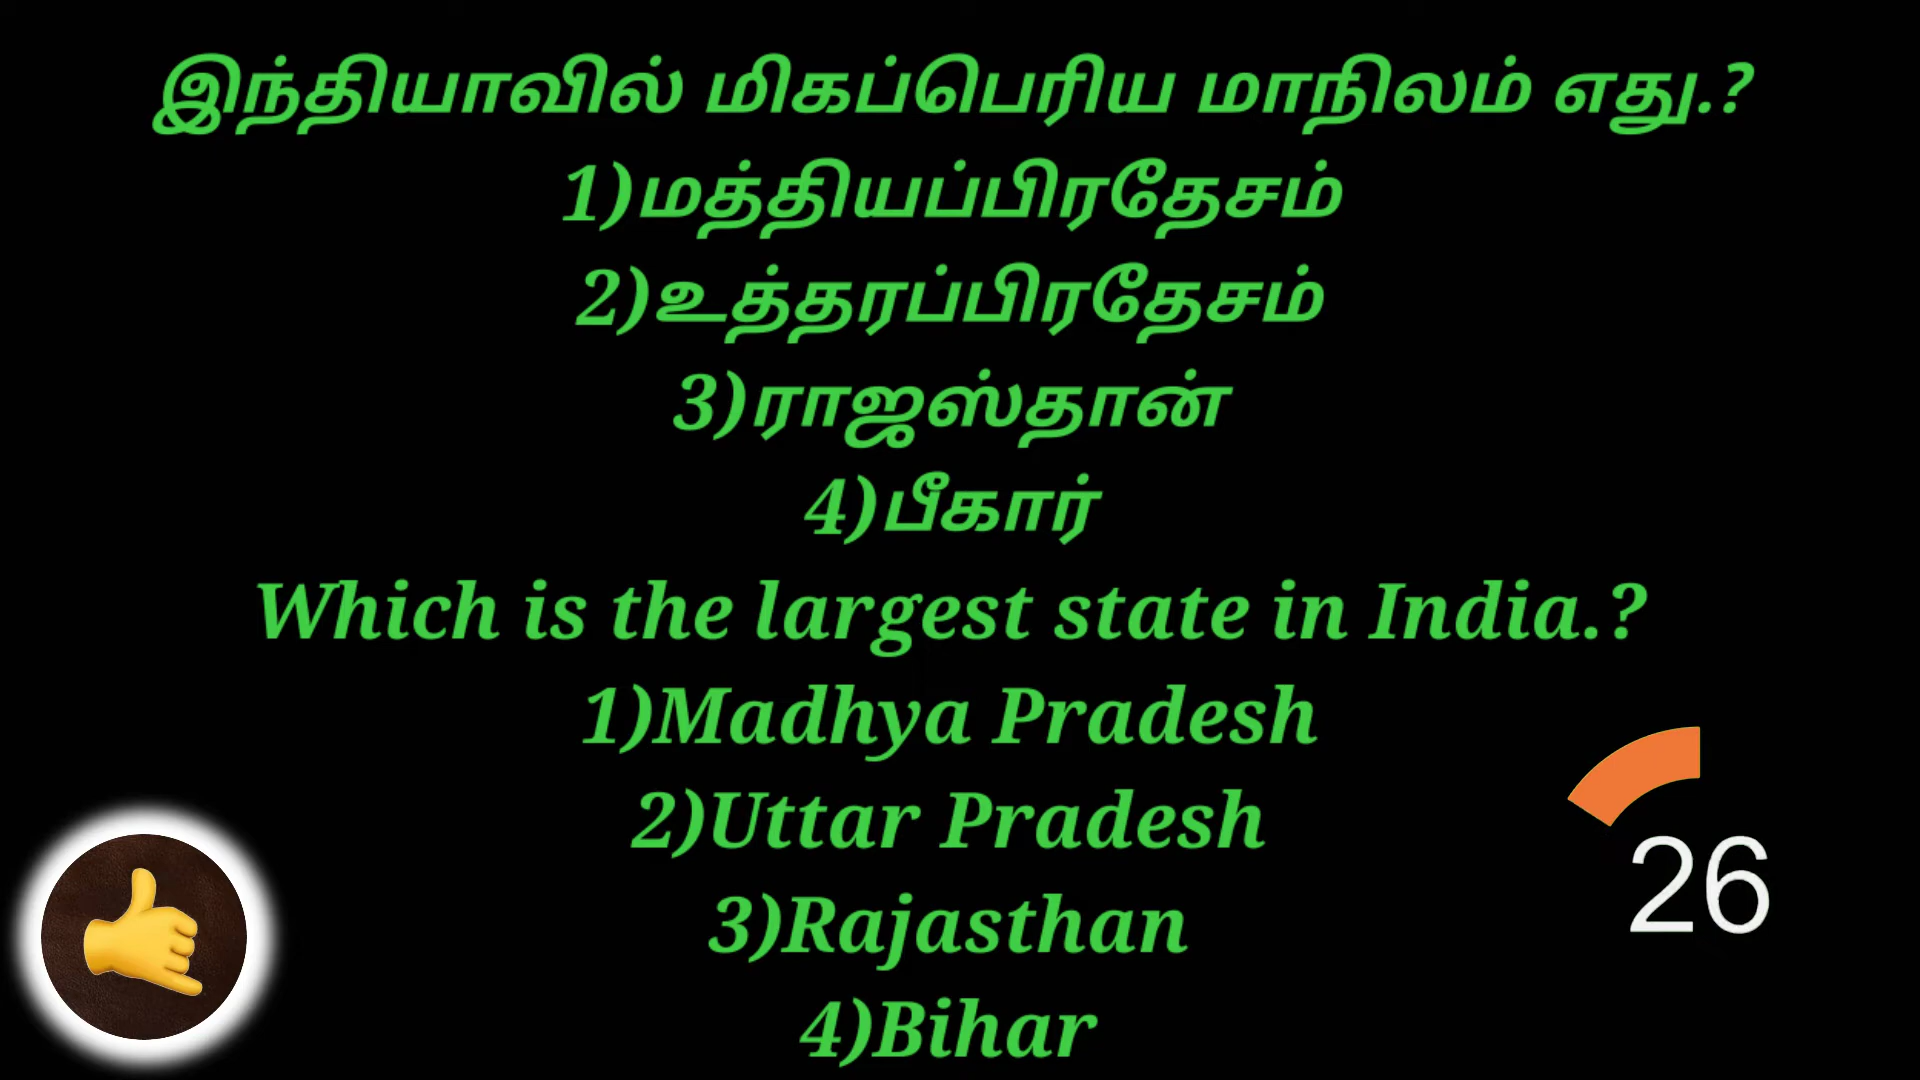 இந்தியாவில் மிகப்பெரிய மாநிலம் எது.?
1)மத்தியப்பிரதேசம்
2)உத்தரப்பிரதேசம்
3)ராஜஸ்தான்
4)பீகார்
Which is the largest state in India.?
1)Madhya Pradesh
2)Uttar Pradesh
3)Rajasthan
4)Bihar
26